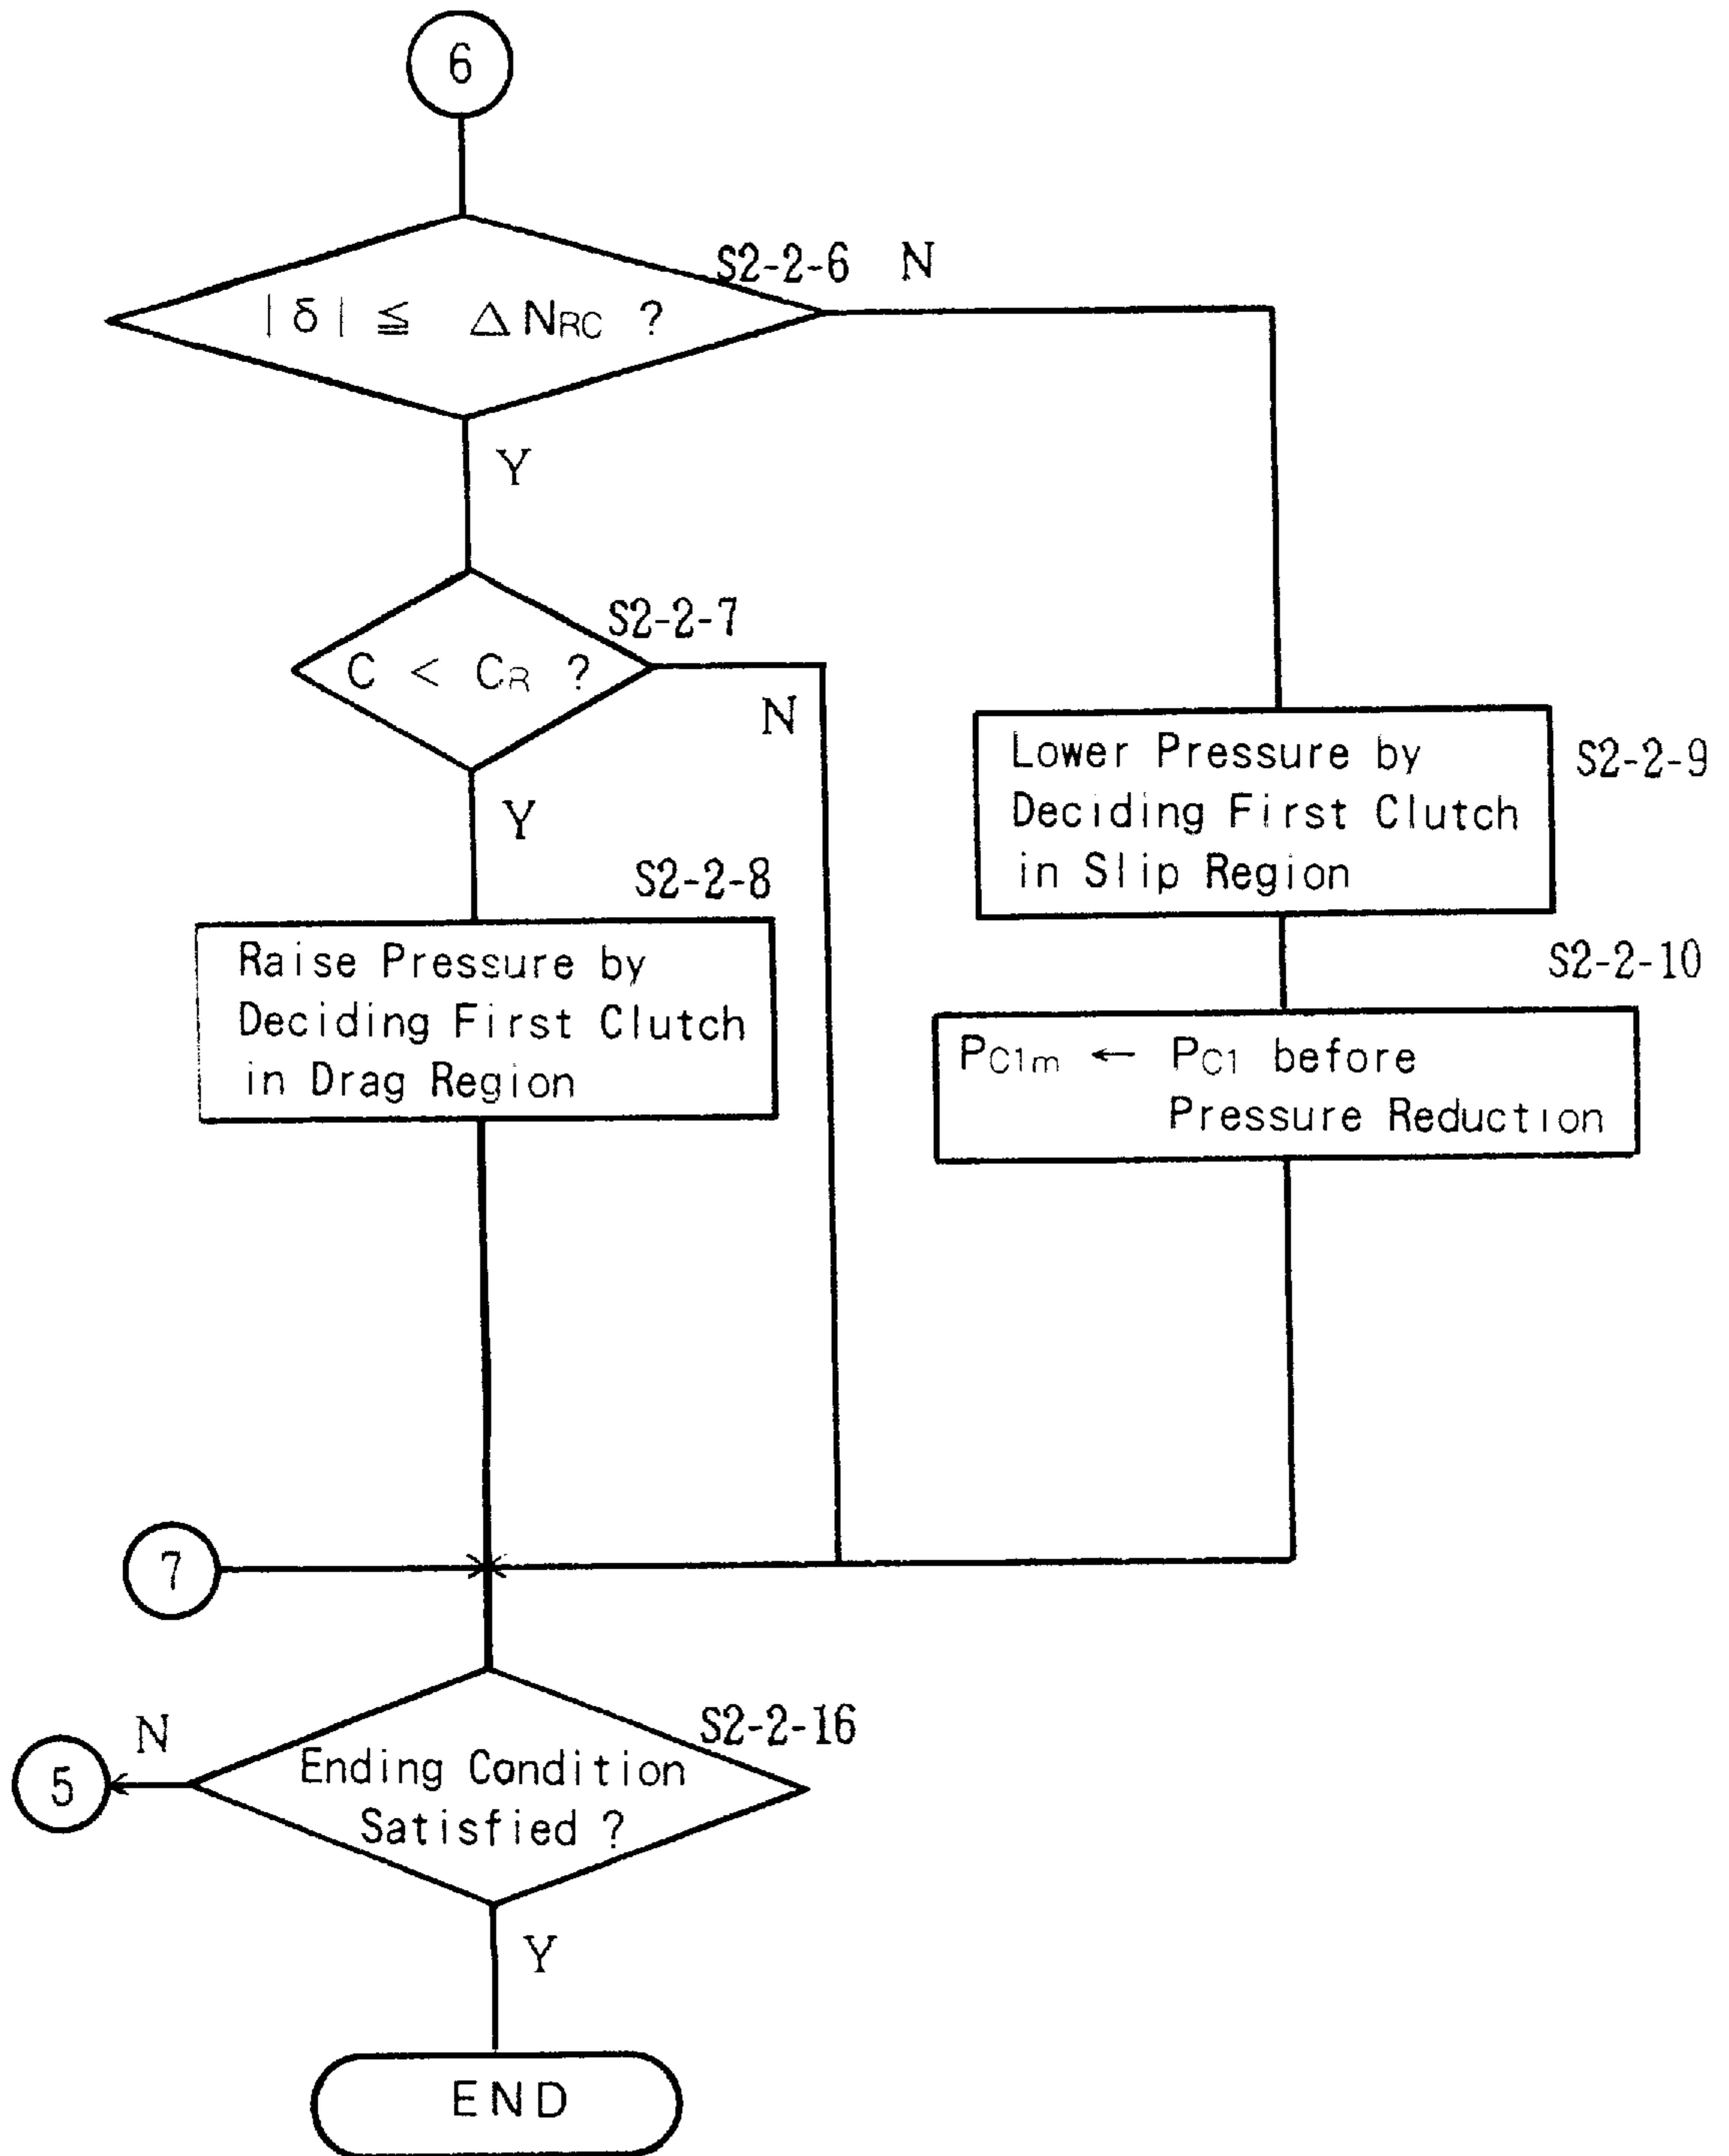 6
S2-2-6 N
|δ| ≦ ΔNRC ?
Y
S2-2-7
C < CR ?
N
Y
S2-2-8
Raise Pressure by
Deciding First Clutch
in Drag Region
Lower Pressure by
Deciding First Clutch
in Slip Region
S2-2-9
S2-2-10
PC1m ← PC1 before
Pressure Reduction
7
S2-2-16
N
5
Ending Condition
Satisfied ?
Y
END